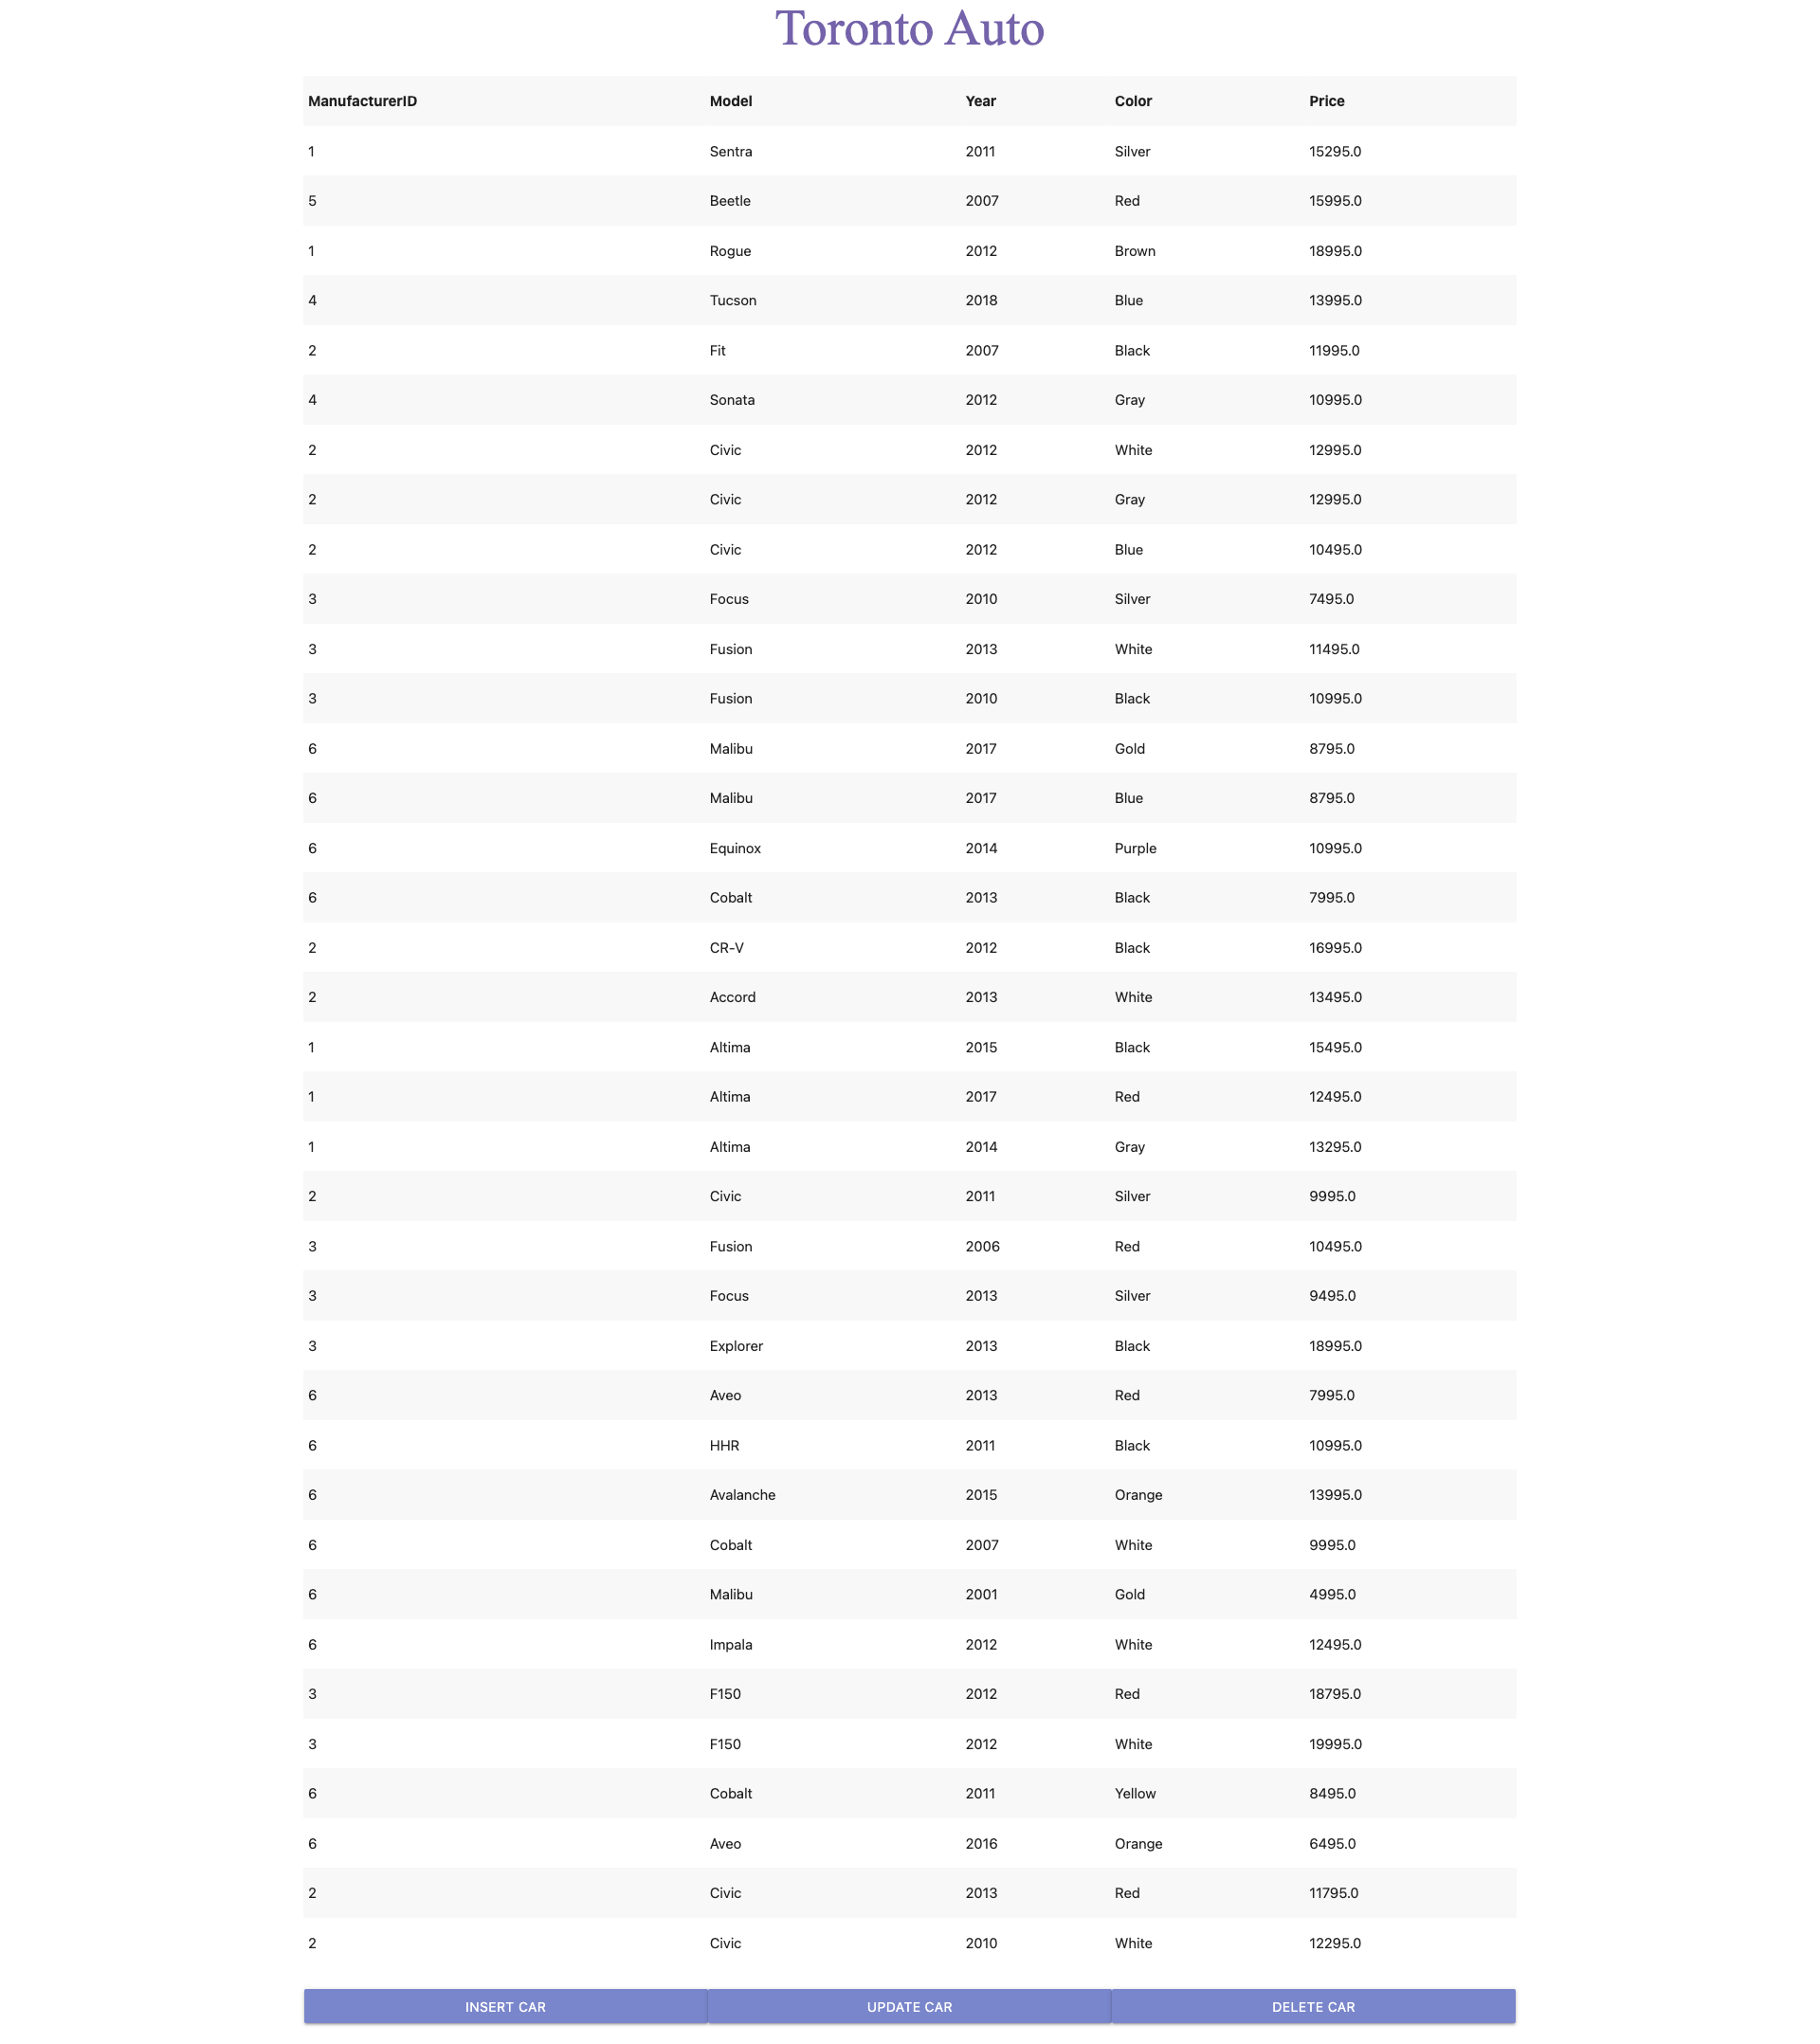 Toronto Auto
ManufacturerID Model Year Color Price
1 Sentra 2011 Silver 15295.0
5 Beetle 2007 Red 15995.0
1 Rogue 2012 Brown 18995.0
4 Tucson 2018 Blue 13995.0
2 Fit 2007 Black 11995.0
4 Sonata 2012 Gray 10995.0
2 Civic 2012 White 12995.0
2 Civic 2012 Gray 12995.0
2 Civic 2012 Blue 10495.0
3 Focus 2010 Silver 7495.0
3 Fusion 2013 White 11495.0
3 Fusion 2010 Black 10995.0
6 Malibu 2017 Gold 8795.0
6 Malibu 2017 Blue 8795.0
6 Equinox 2014 Purple 10995.0
6 Cobalt 2013 Black 7995.0
2 CR-V 2012 Black 16995.0
2 Accord 2013 White 13495.0
1 Altima 2015 Black 15495.0
1 Altima 2017 Red 12495.0
1 Altima 2014 Gray 13295.0
2 Civic 2011 Silver 9995.0
3 Fusion 2006 Red 10495.0
3 Focus 2013 Silver 9495.0
3 Explorer 2013 Black 18995.0
6 Aveo 2013 Red 7995.0
6 HHR 2011 Black 10995.0
6 Avalanche 2015 Orange 13995.0
6 Cobalt 2007 White 9995.0
6 Malibu 2001 Gold 4995.0
6 Impala 2012 White 12495.0
3 F150 2012 Red 18795.0
3 F150 2012 White 19995.0
6 Cobalt 2011 Yellow 8495.0
6 Aveo 2016 Orange 6495.0
2 Civic 2013 Red 11795.0
2 Civic 2010 White 12295.0
INSERT CAR UPDATE CAR DELETE CAR